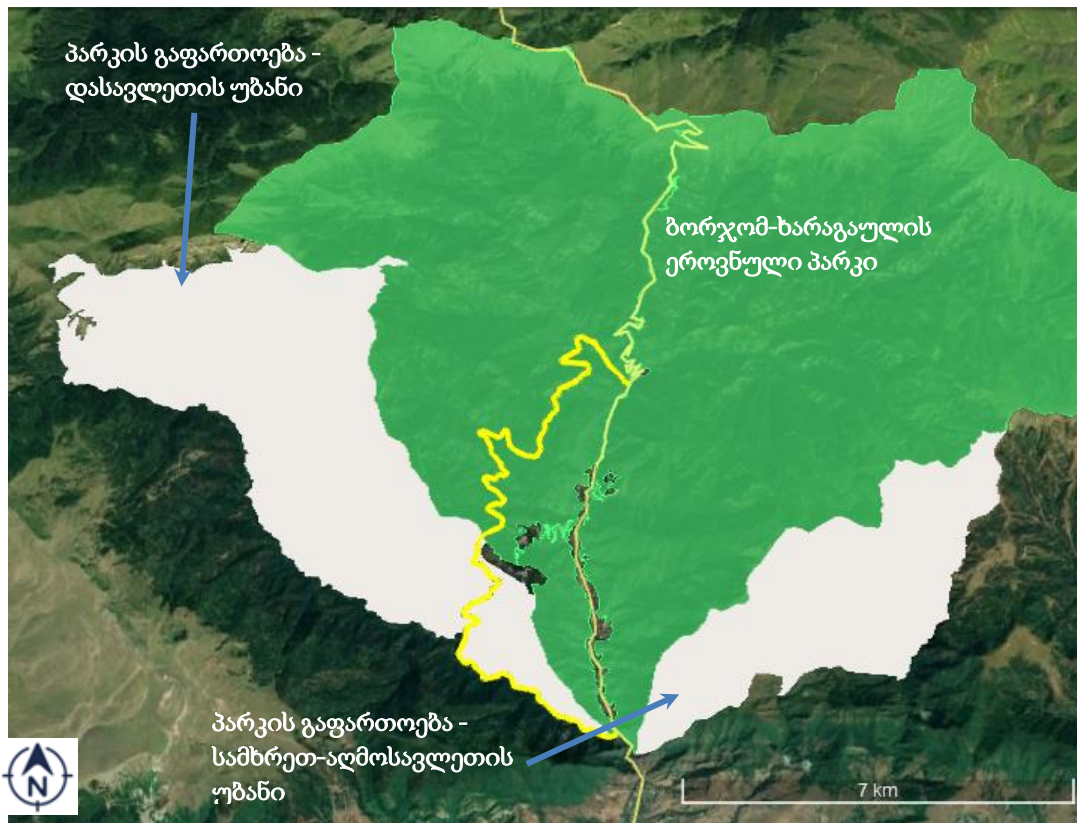 პარკის გაფართოება –
დასავლეთის უბანი
ბორჯომ-ხარაგაულის
ეროვნული პარკი
პარკის გაფართოება –
სამხრეთ-აღმოსავლეთის
უბანი
N
7 km